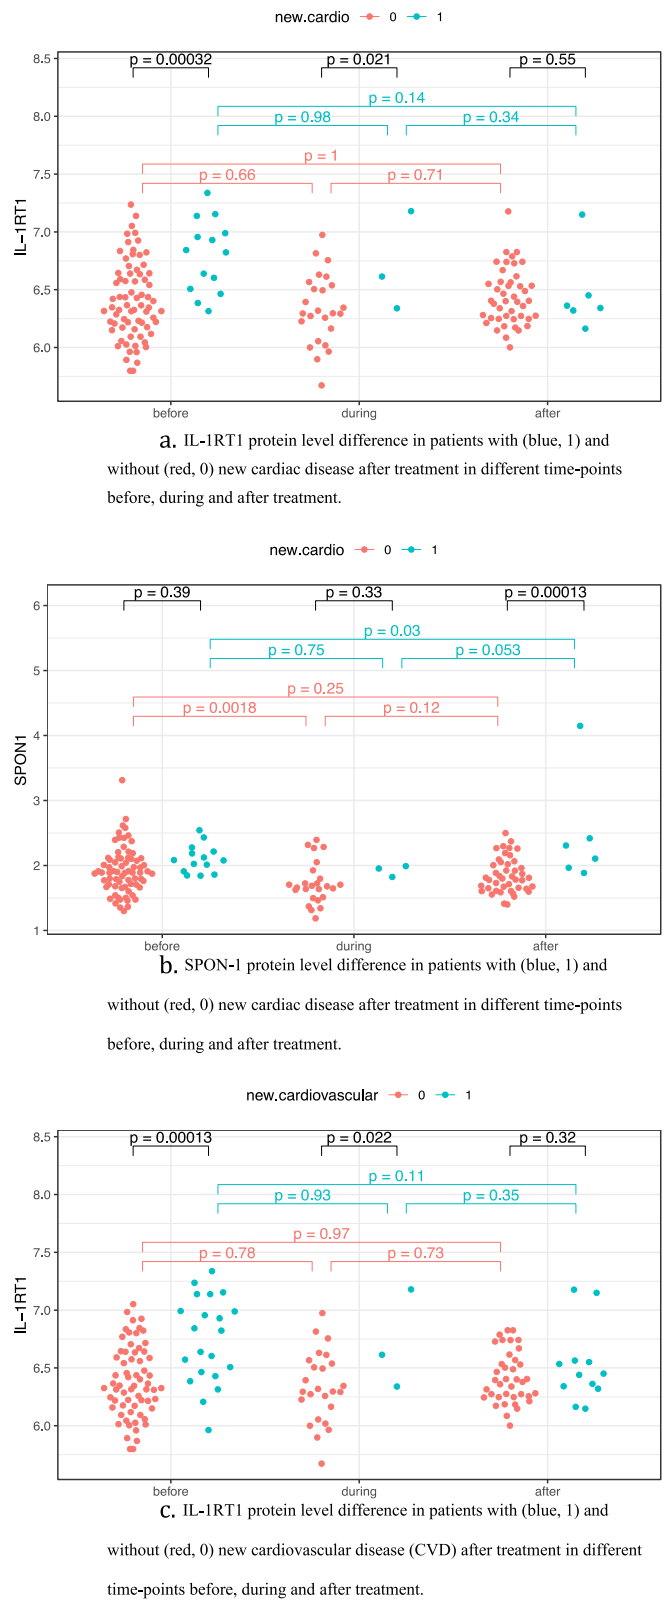 new.cardio 0 1
p = 0.00032 p = 0.021 p = 0.55
p = 0.14
p = 0.98 p = 0.34
p = 1
p = 0.66 p = 0.71
IL−1RT1
8.5
8.0
7.5
7.0
6.5
6.0
before during after
a. IL-1RT1 protein level difference in patients with (blue, 1) and
without (red, 0) new cardiac disease after treatment in different time-points
before, during and after treatment.
new.cardio 0 1
p = 0.39 p = 0.33 p = 0.00013
p = 0.03
p = 0.75 p = 0.053
p = 0.25
p = 0.0018 p = 0.12
SPON1
6
5
4
3
2
1
before during after
b. SPON-1 protein level difference in patients with (blue, 1) and
without (red, 0) new cardiac disease after treatment in different time-points
before, during and after treatment.
new.cardiovascular 0 1
p = 0.00013 p = 0.022 p = 0.32
p = 0.11
p = 0.93 p = 0.35
p = 0.97
p = 0.78 p = 0.73
IL−1RT1
8.5
8.0
7.5
7.0
6.5
6.0
before during after
c. IL-1RT1 protein level difference in patients with (blue, 1) and
without (red, 0) new cardiovascular disease (CVD) after treatment in different
time-points before, during and after treatment.